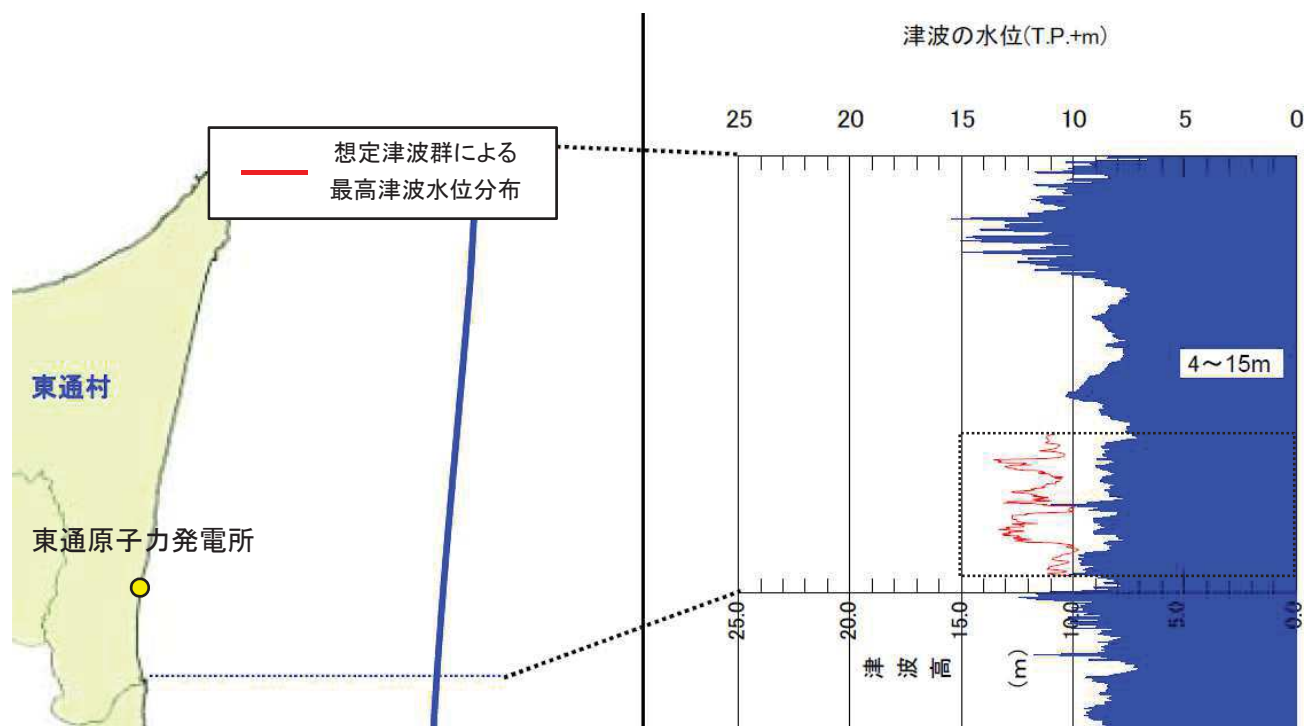 津波の水位(T.P.+m)
25 20 15 10 5 0
想定津波群による
最高津波水位分布
東通村
4～15m
東通原子力発電所
25.0 20.0 15.0 10.0 5.0 0.0
津波高 (m)